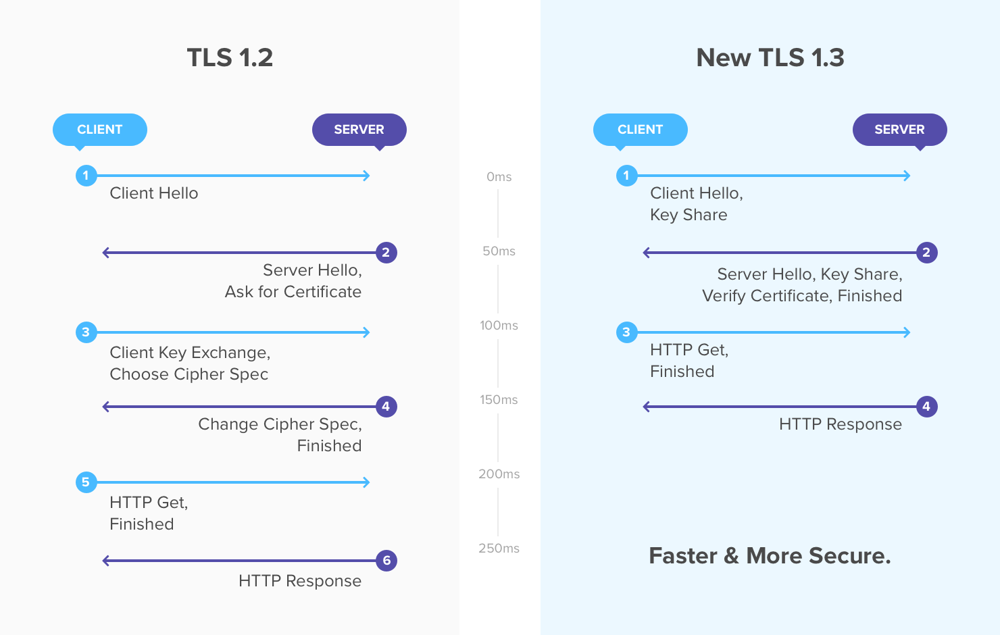 TLS 1.2
CLIENT
SERVER
1
Client Hello
2
Server Hello,
Ask for Certificate
3
Client Key Exchange,
Choose Cipher Spec
4
Change Cipher Spec,
Finished
5
HTTP Get,
Finished
6
HTTP Response
0ms
50ms
100ms
150ms
200ms
250ms
New TLS 1.3
CLIENT
SERVER
1
Client Hello,
Key Share
2
Server Hello, Key Share,
Verify Certificate, Finished
3
HTTP Get,
Finished
4
HTTP Response
Faster & More Secure.